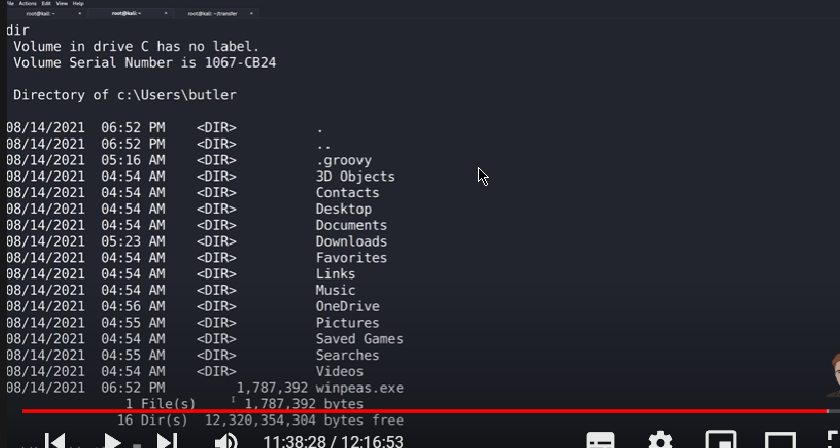 File Actions Edit View Help
root@kali: ~ × root@kali: ~ × root@kali: ~/transfer ×
dir
Volume in drive C has no label.
Volume Serial Number is 1067-CB24
Directory of c:\Users\butler
08/14/2021 06:52 PM <DIR> .
08/14/2021 06:52 PM <DIR> ..
08/14/2021 05:16 AM <DIR> .groovy
08/14/2021 04:54 AM <DIR> 3D Objects
08/14/2021 04:54 AM <DIR> Contacts
08/14/2021 04:54 AM <DIR> Desktop
08/14/2021 04:54 AM <DIR> Documents
08/14/2021 05:23 AM <DIR> Downloads
08/14/2021 04:54 AM <DIR> Favorites
08/14/2021 04:54 AM <DIR> Links
08/14/2021 04:54 AM <DIR> Music
08/14/2021 04:56 AM <DIR> OneDrive
08/14/2021 04:55 AM <DIR> Pictures
08/14/2021 04:54 AM <DIR> Saved Games
08/14/2021 04:55 AM <DIR> Searches
08/14/2021 04:54 AM <DIR> Videos
08/14/2021 06:52 PM 1,787,392 winpeas.exe
1 File(s) 1,787,392 bytes
16 Dir(s) 12,320,354,304 bytes free
11:38:28 / 12:16:53